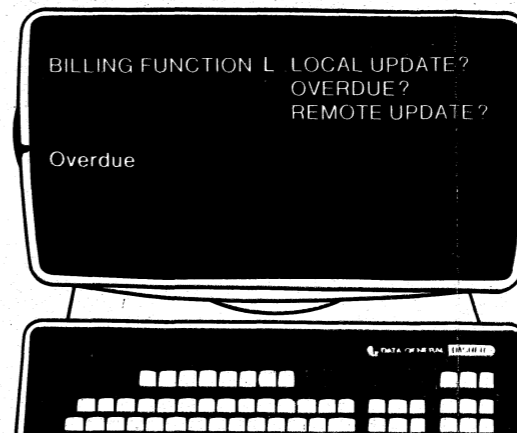 BILLING FUNCTION L LOCAL UPDATE?
OVERDUE?
REMOTE UPDATE?
Overdue
DATA GENERAL